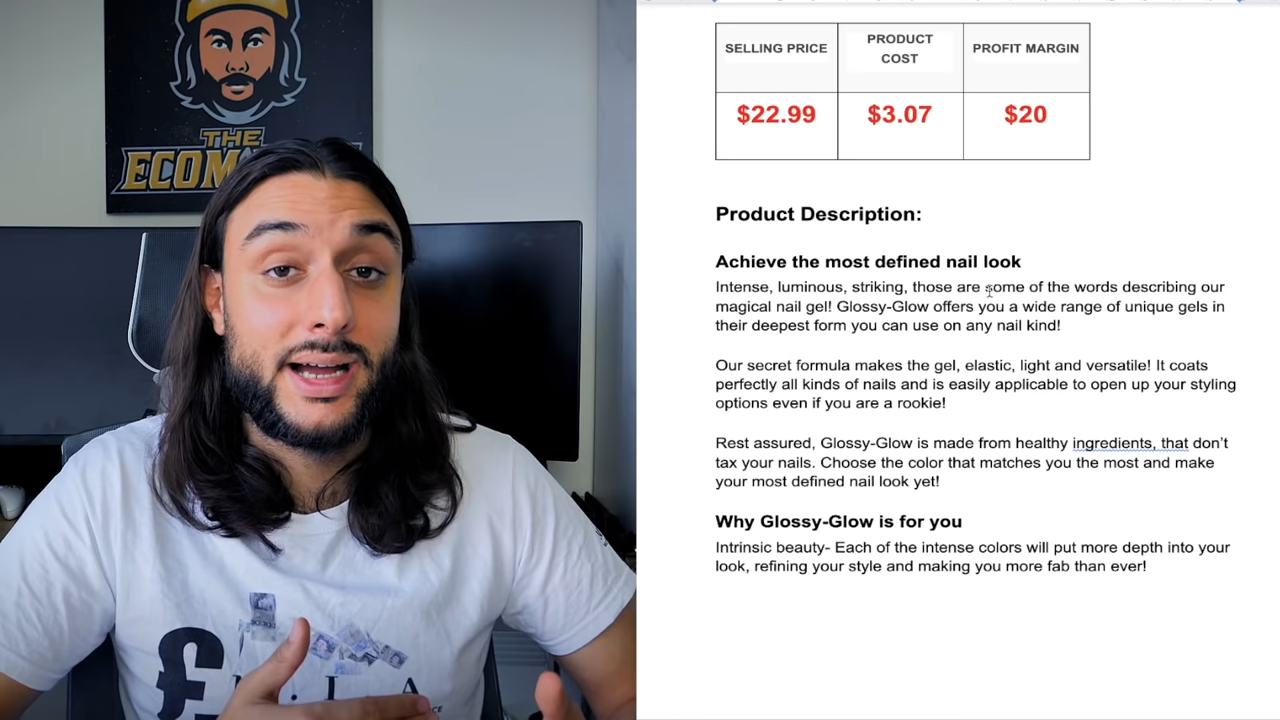 THE
ECOM
£
SELLING PRICE
PRODUCT
COST
PROFIT MARGIN
$22.99
$3.07
$20
Product Description:
Achieve the most defined nail look
Intense, luminous, striking, those are some of the words describing our
magical nail gel! Glossy-Glow offers you a wide range of unique gels in
their deepest form you can use on any nail kind!
Our secret formula makes the gel, elastic, light and versatile! It coats
perfectly all kinds of nails and is easily applicable to open up your styling
options even if you are a rookie!
Rest assured, Glossy-Glow is made from healthy ingredients, that don’t
tax your nails. Choose the color that matches you the most and make
your most defined nail look yet!
Why Glossy-Glow is for you
Intrinsic beauty- Each of the intense colors will put more depth into your
look, refining your style and making you more fab than ever!